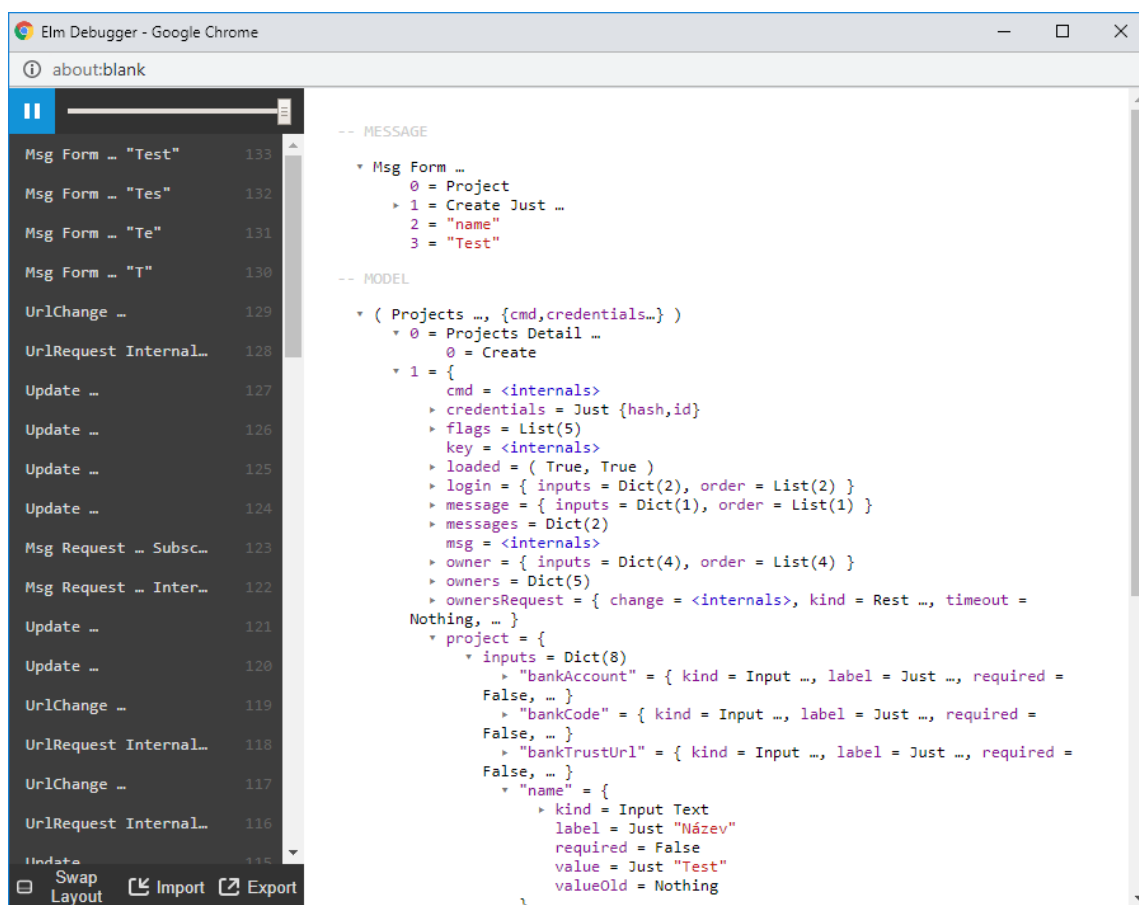 Elm Debugger - Google Chrome
about:blank
Msg Form … "Test" 133
Msg Form … "Tes" 132
Msg Form … "Te" 131
Msg Form … "T" 130
UrlChange … 129
UrlRequest Internal… 128
Update … 127
Update … 126
Update … 125
Update … 124
Msg Request … Subsc… 123
Msg Request … Inter… 122
Update … 121
Update … 120
UrlChange … 119
UrlRequest Internal… 118
UrlChange … 117
UrlRequest Internal… 116
Update 115
Swap Layout
Import
Export
-- MESSAGE
▾ Msg Form …
0 = Project
▸ 1 = Create Just …
2 = "name"
3 = "Test"
-- MODEL
▾ ( Projects …, {cmd,credentials…} )
▾ 0 = Projects Detail …
0 = Create
▾ 1 = {
cmd = <internals>
▸ credentials = Just {hash,id}
▸ flags = List(5)
key = <internals>
▸ loaded = ( True, True )
▸ login = { inputs = Dict(2), order = List(2) }
▸ message = { inputs = Dict(1), order = List(1) }
▸ messages = Dict(2)
msg = <internals>
▸ owner = { inputs = Dict(4), order = List(4) }
▸ owners = Dict(5)
▸ ownersRequest = { change = <internals>, kind = Rest …, timeout =
Nothing, … }
▾ project = {
▾ inputs = Dict(8)
▸ "bankAccount" = { kind = Input …, label = Just …, required =
False, … }
▸ "bankCode" = { kind = Input …, label = Just …, required =
False, … }
▸ "bankTrustUrl" = { kind = Input …, label = Just …, required =
False, … }
▾ "name" = {
▸ kind = Input Text
label = Just "Název"
required = False
value = Just "Test"
valueOld = Nothing
}